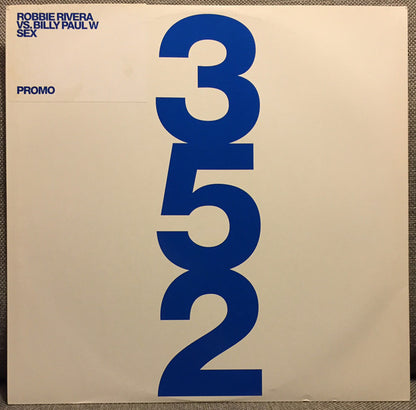 ROBBIE RIVERA
VS. BILLY PAUL W
SEX
PROMO
3
5
2